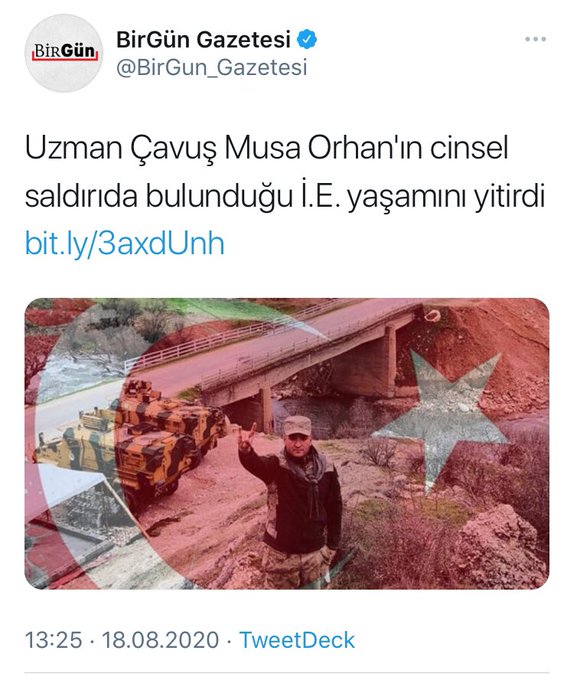 BirGün
BirGün Gazetesi
@BirGun_Gazetesi
Uzman Çavuş Musa Orhan'ın cinsel
saldırıda bulunduğu İ.E. yaşamını yitirdi
bit.ly/3axdUnh
13:25 · 18.08.2020 · TweetDeck